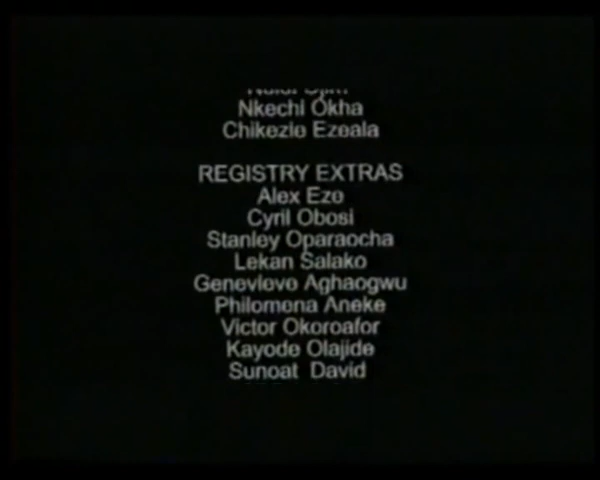 Nkechi Okha
Chikezie Ezeala
REGISTRY EXTRAS
Alex Eze
Cyril Obosi
Stanley Oparaocha
Lekan Salako
Genevieve Aghaogwu
Philomena Aneke
Victor Okoroafor
Kayode Olajide
Sunoat David